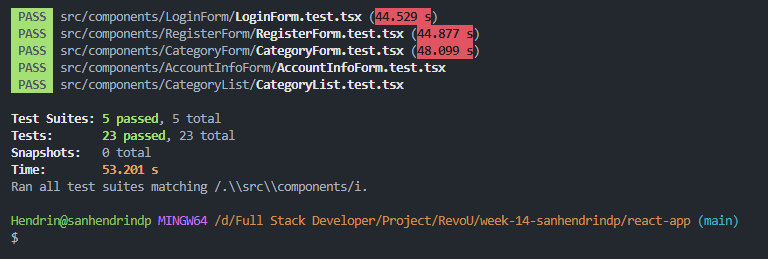 PASS src/components/LoginForm/LoginForm.test.tsx (44.529 s)
PASS src/components/RegisterForm/RegisterForm.test.tsx (44.877 s)
PASS src/components/CategoryForm/CategoryForm.test.tsx (48.099 s)
PASS src/components/AccountInfoForm/AccountInfoForm.test.tsx
PASS src/components/CategoryList/CategoryList.test.tsx
Test Suites: 5 passed, 5 total
Tests: 23 passed, 23 total
Snapshots: 0 total
Time: 53.201 s
Ran all test suites matching /.\\src\\components/i.
Hendrin@sanhendrindp MINGW64 /d/Full Stack Developer/Project/RevoU/week-14-sanhendrindp/react-app (main)
$